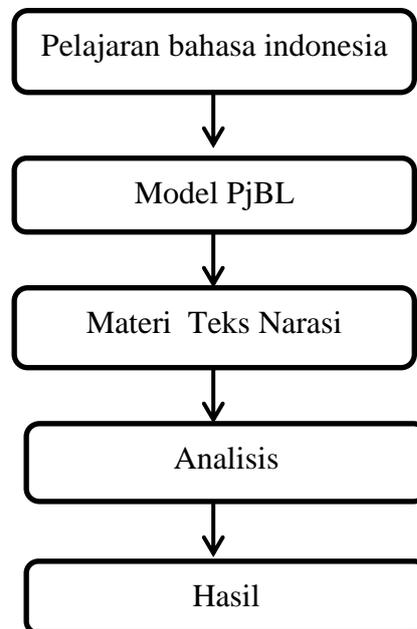 Pelajaran bahasa indonesia
Model PjBL
Materi  Teks Narasi
Analisis
Hasil